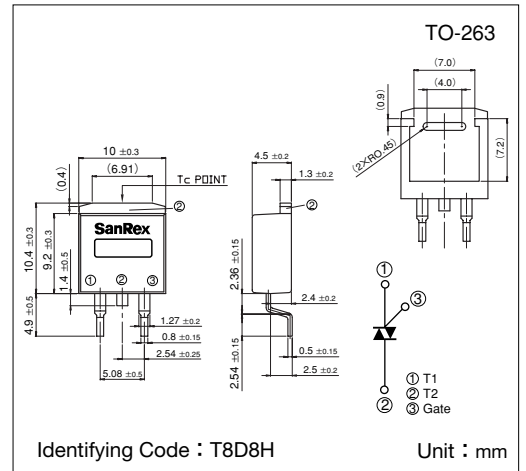 TO-263
(7.0)
(4.0)
(0.9)
(7.2)
(2×R0.45)
10 ±0.3
(6.91)
(0.4)
Tc POINT
②
4.5 ±0.2
1.3 ±0.2
②
SanRex
① ② ③
10.4 ±0.3
9.2 ±0.3
1.4 ±0.5
4.9 ±0.5
1.27 ±0.2
0.8 ±0.15
2.54 ±0.25
5.08 ±0.5
2.36 ±0.15
2.4 ±0.2
2.54 ±0.15
0.5 ±0.15
2.5 ±0.2
①
③
②
① T1
② T2
③ Gate
Identifying Code：T8D8H
Unit：mm